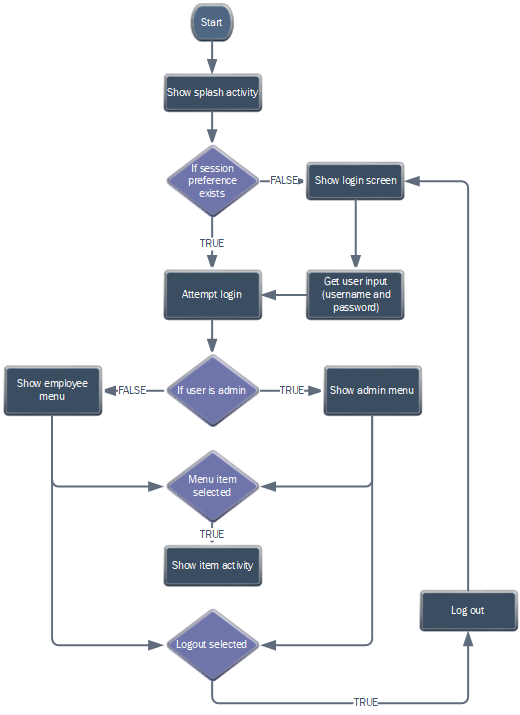 Start
Show splash activity
If session
preference
exists
FALSE
Show login screen
TRUE
Attempt login
Get user input
(username and
password)
Show employee
menu
FALSE
If user is admin
TRUE
Show admin menu
Menu item
selected
TRUE
Show item activity
Log out
Logout selected
TRUE